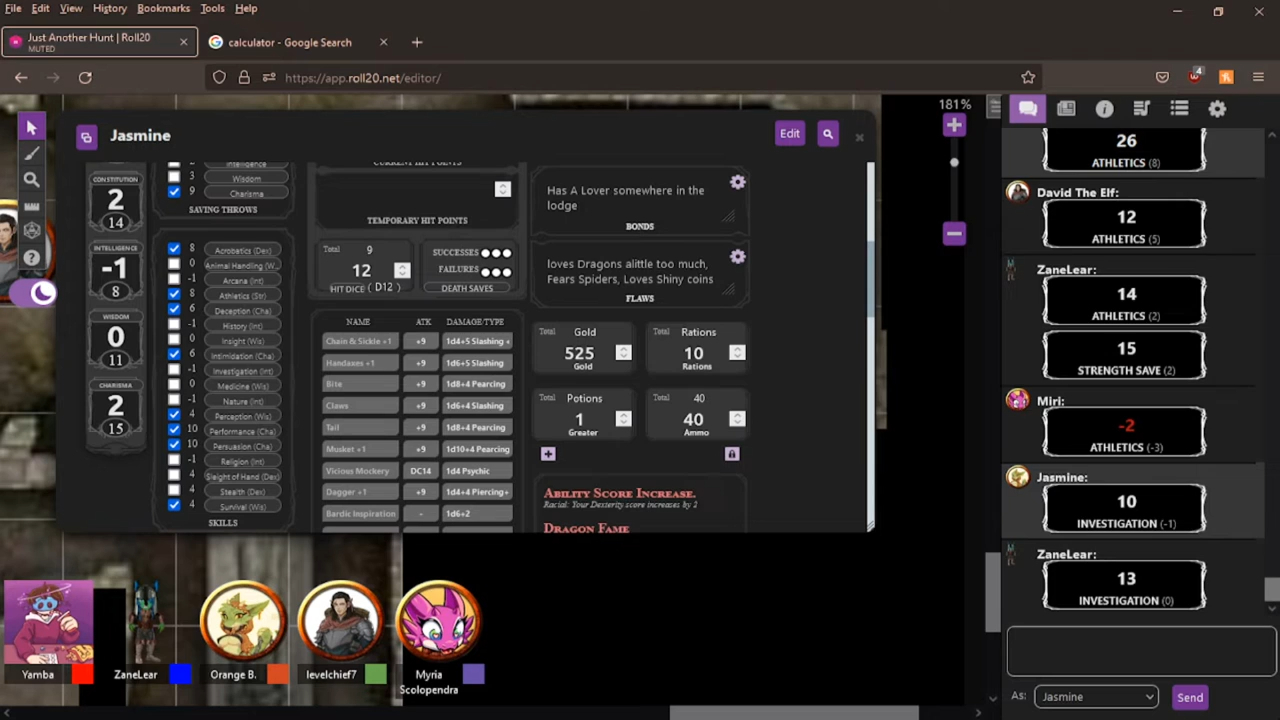 File Edit View History Bookmarks Tools Help
Just Another Hunt | Roll20
MUTED
calculator - Google Search
https://app.roll20.net/editor/
4
Jasmine
Edit
CONSTITUTION
2
14
INTELLIGENCE
-1
8
WISDOM
0
11
CHARISMA
2
15
Intelligence
3 Wisdom
9 Charisma
SAVING THROWS
8 Acrobatics (Dex)
0 Animal Handling (W...
-1 Arcana (Int)
8 Athletics (Str)
6 Deception (Cha)
-1 History (Int)
0 Insight (Wis)
6 Intimidation (Cha)
-1 Investigation (Int)
0 Medicine (Wis)
-1 Nature (Int)
4 Perception (Wis)
10 Performance (Cha)
10 Persuasion (Cha)
-1 Religion (Int)
4 Sleight of Hand (Dex)
4 Stealth (Dex)
4 Survival (Wis)
SKILLS
CURRENT HIT POINTS
TEMPORARY HIT POINTS
Total 9
12
HIT DICE ( D12 )
SUCCESSES
FAILURES
DEATH SAVES
NAME ATK DAMAGE/TYPE
Chain & Sickle +1 +9 1d4+5 Slashing
Handaxes +1 +9 1d6+5 Slashing
Bite +9 1d8+4 Pearcing
Claws +9 1d6+4 Slashing
Tail +9 1d8+4 Pearcing
Musket +1 +9 1d10+4 Pearcing
Vicious Mockery DC14 1d4 Psychic
Dagger +1 +9 1d4+4 Piercing+
Bardic Inspiration - 1d6+2
Has A Lover somewhere in the
lodge
BONDS
loves Dragons alittle too much,
Fears Spiders, Loves Shiny coins
FLAWS
Total Gold
525
Gold
Total Rations
10
Rations
Total Potions
1
Greater
Total 40
40
Ammo
ABILITY SCORE INCREASE.
Racial: Your Dexterity score increases by 2
DRAGON FAME
181%
26
ATHLETICS (8)
David The Elf:
12
ATHLETICS (5)
ZaneLear:
14
ATHLETICS (2)
15
STRENGTH SAVE (2)
Miri:
-2
ATHLETICS (-3)
Jasmine:
10
INVESTIGATION (-1)
ZaneLear:
13
INVESTIGATION (0)
As: Jasmine Send
Yamba
ZaneLear
Orange B.
levelchief7
Myria
Scolopendra